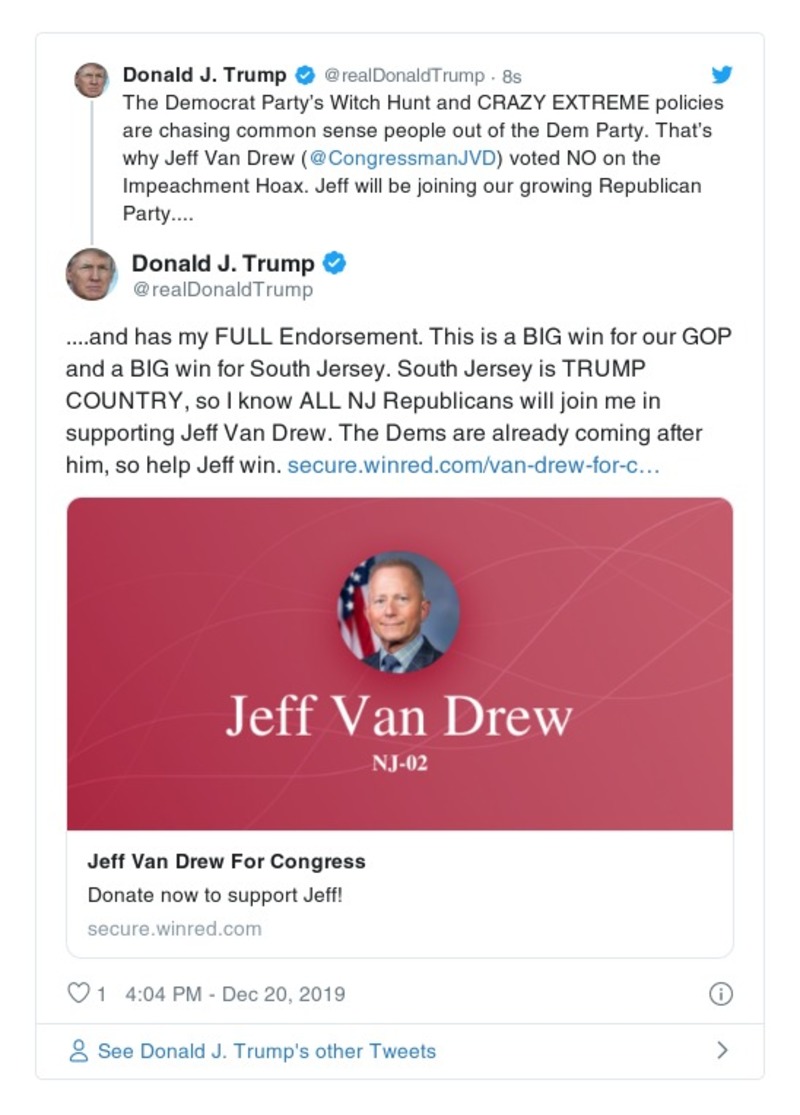 Donald J. Trump @realDonaldTrump · 8s
The Democrat Party’s Witch Hunt and CRAZY EXTREME policies
are chasing common sense people out of the Dem Party. That’s
why Jeff Van Drew (@CongressmanJVD) voted NO on the
Impeachment Hoax. Jeff will be joining our growing Republican
Party....
Donald J. Trump
@realDonaldTrump
....and has my FULL Endorsement. This is a BIG win for our GOP
and a BIG win for South Jersey. South Jersey is TRUMP
COUNTRY, so I know ALL NJ Republicans will join me in
supporting Jeff Van Drew. The Dems are already coming after
him, so help Jeff win. secure.winred.com/van-drew-for-c…
Jeff Van Drew
NJ-02
Jeff Van Drew For Congress
Donate now to support Jeff!
secure.winred.com
1 4:04 PM - Dec 20, 2019
See Donald J. Trump's other Tweets